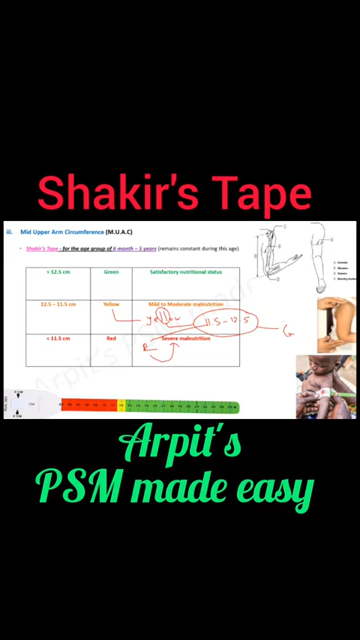 Shakir's Tape
iii. Mid Upper Arm Circumference (M.U.A.C)
Shakir's Tape - for the age group of 6 month – 5 years (remains constant during this age)
> 12.5 cm Green Satisfactory nutritional status
12.5 – 11.5 cm Yellow Mild to Moderate malnutrition
yellow 11.5 - 12.5 G
< 11.5 cm Red Severe malnutrition
R
Arpit's
PSM made easy